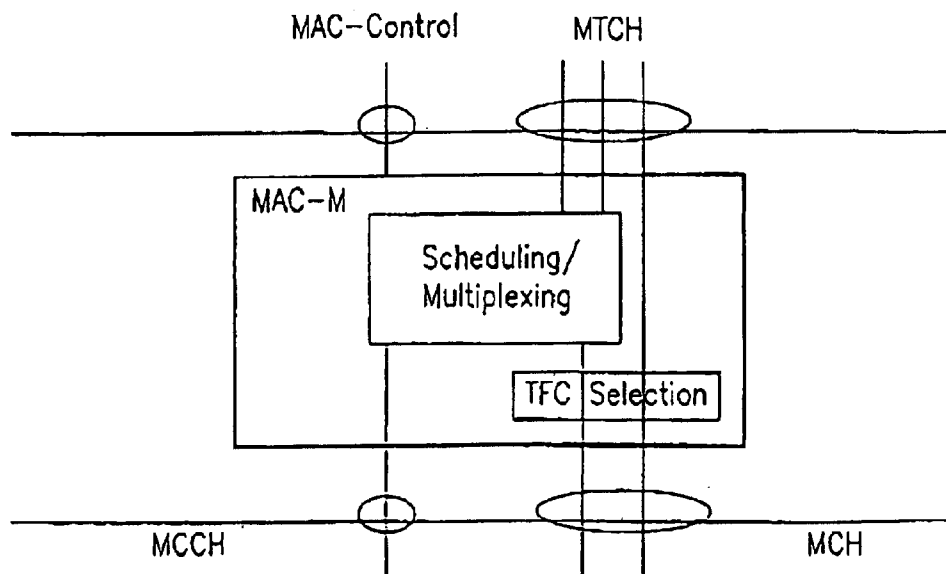 MAC-Control
MTCH
MAC-M
Scheduling/
Multiplexing
TFC Selection
MCCH
MCH